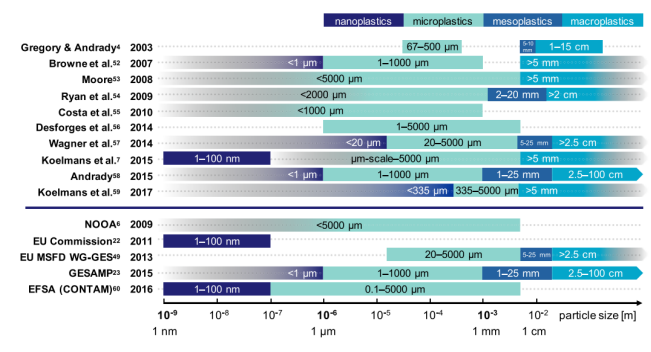 nanoplastics microplastics mesoplastics macroplastics
Gregory & Andrady⁴ 2003 67–500 µm 5-10 mm 1–15 cm
Browne et al.⁵² 2007 <1 µm 1–1000 µm >5 mm
Moore⁵³ 2008 <5000 µm >5 mm
Ryan et al.⁵⁴ 2009 <2000 µm 2–20 mm >2 cm
Costa et al.⁵⁵ 2010 <1000 µm
Desforges et al.⁵⁶ 2014 1–5000 µm
Wagner et al.⁵⁷ 2014 <20 µm 20–5000 µm 5-25 mm >2.5 cm
Koelmans et al.⁷ 2015 1–100 nm µm-scale–5000 µm >5 mm
Andrady⁵⁸ 2015 <1 µm 1–1000 µm 1–25 mm 2.5–100 cm
Koelmans et al.⁵⁹ 2017 <335 µm 335–5000 µm >5 mm
NOOA⁶ 2009 <5000 µm
EU Commission²² 2011 1–100 nm
EU MSFD WG-GES⁴⁹ 2013 20–5000 µm 5-25 mm >2.5 cm
GESAMP²³ 2015 <1 µm 1–1000 µm 1–25 mm 2.5–100 cm
EFSA (CONTAM)⁶⁰ 2016 1–100 nm 0.1–5000 µm
10⁻⁹ 10⁻⁸ 10⁻⁷ 10⁻⁶ 10⁻⁵ 10⁻⁴ 10⁻³ 10⁻² particle size [m]
1 nm 1 µm 1 mm 1 cm